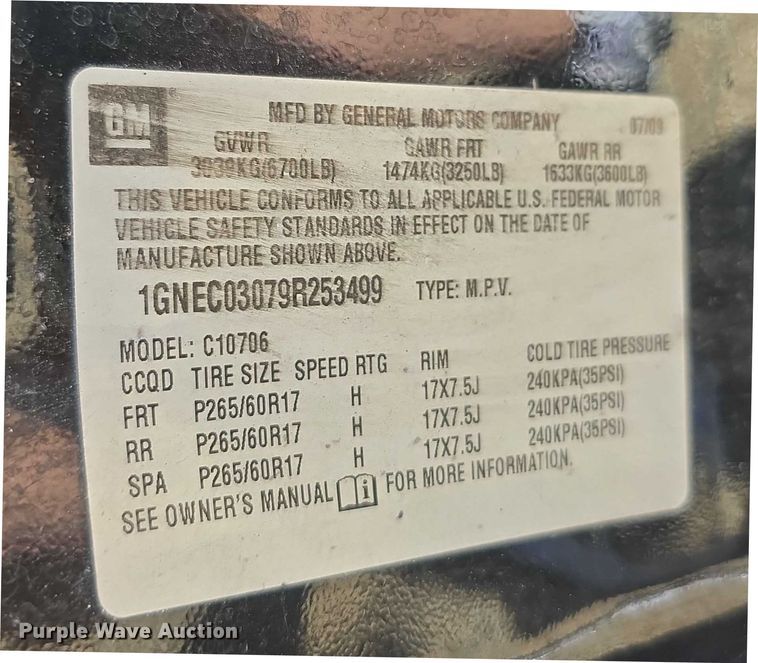 GM
MFD BY GENERAL MOTORS COMPANY 07/09
GVWR GAWR FRT GAWR RR
3039KG(6700LB) 1474KG(3250LB) 1633KG(3600LB)
THIS VEHICLE CONFORMS TO ALL APPLICABLE U.S. FEDERAL MOTOR
VEHICLE SAFETY STANDARDS IN EFFECT ON THE DATE OF
MANUFACTURE SHOWN ABOVE.
1GNEC03079R253499 TYPE: M.P.V.
MODEL: C10706
CCQD TIRE SIZE SPEED RTG RIM COLD TIRE PRESSURE
FRT P265/60R17 H 17X7.5J 240KPA(35PSI)
RR P265/60R17 H 17X7.5J 240KPA(35PSI)
SPA P265/60R17 H 17X7.5J 240KPA(35PSI)
SEE OWNER'S MANUAL i FOR MORE INFORMATION.
Purple Wave Auction